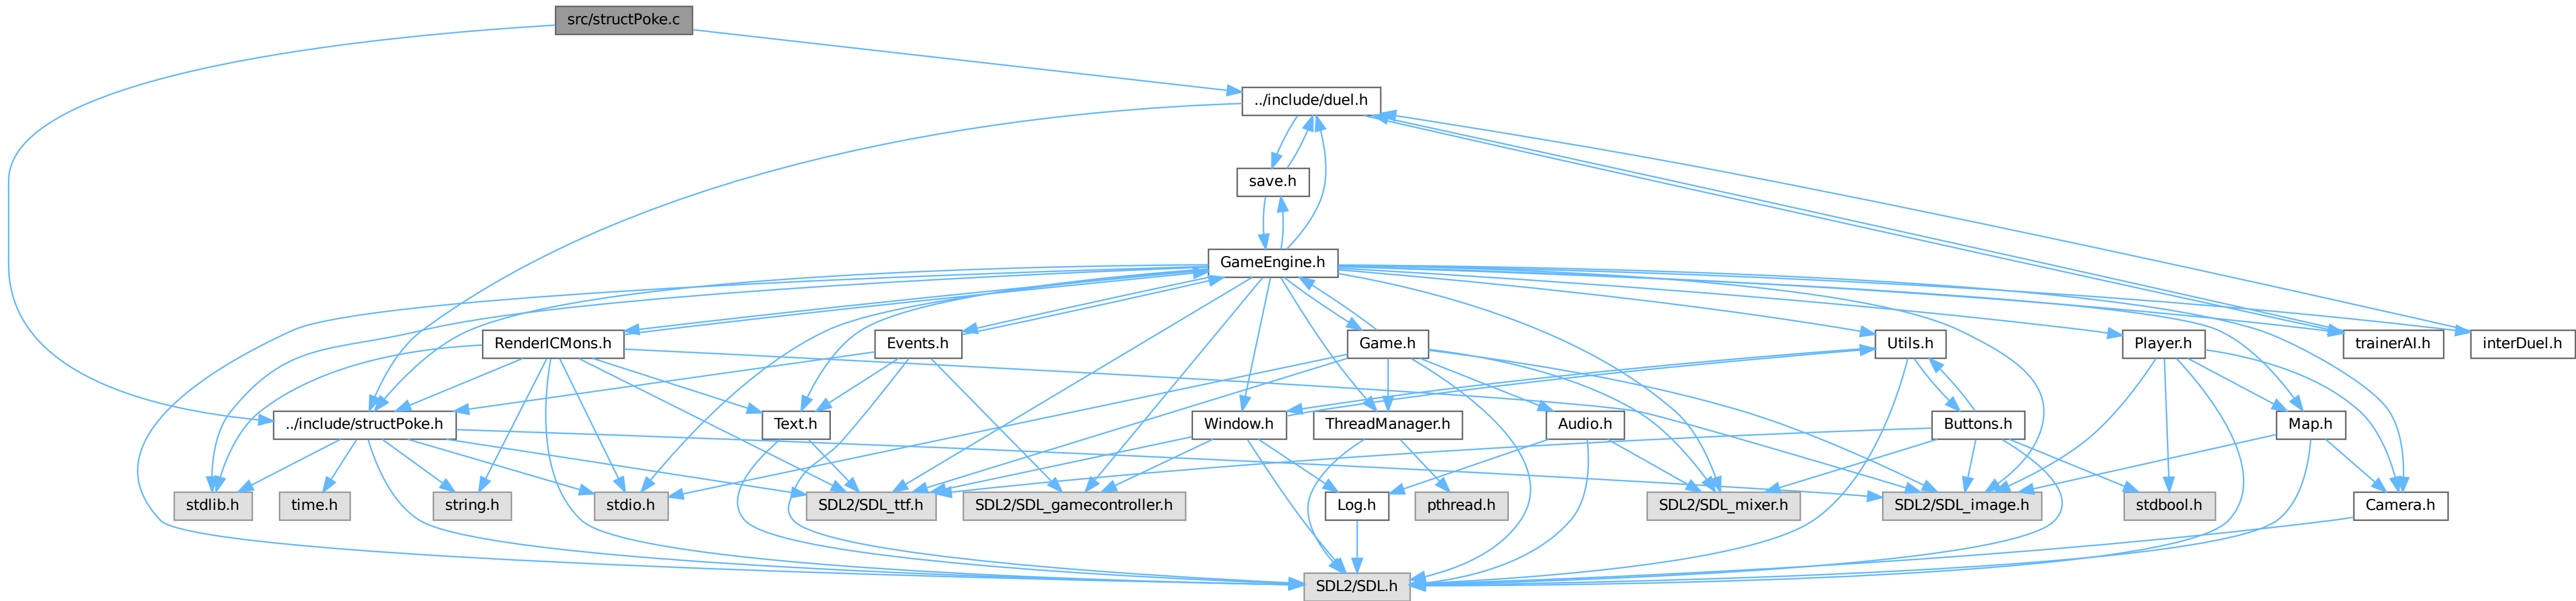 src/structPoke.c
../include/duel.h
save.h
GameEngine.h
RenderICMons.h
Events.h
Game.h
Utils.h
Player.h
trainerAI.h
interDuel.h
../include/structPoke.h
Text.h
Window.h
ThreadManager.h
Audio.h
Buttons.h
Map.h
stdlib.h
time.h
string.h
stdio.h
SDL2/SDL_ttf.h
SDL2/SDL_gamecontroller.h
Log.h
pthread.h
SDL2/SDL_mixer.h
SDL2/SDL_image.h
stdbool.h
Camera.h
SDL2/SDL.h